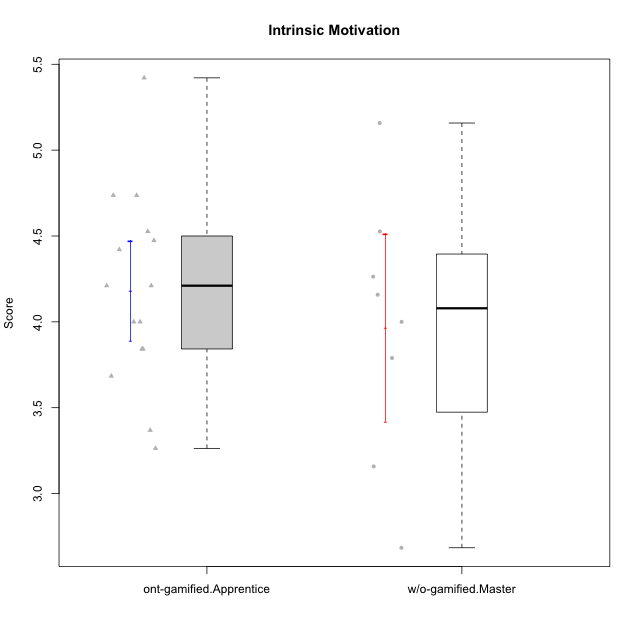 Intrinsic Motivation
Score
5.5
5.0
4.5
4.0
3.5
3.0
ont-gamified.Apprentice
w/o-gamified.Master